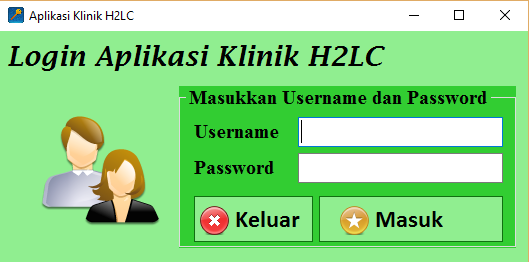 Aplikasi Klinik H2LC
Login Aplikasi Klinik H2LC
Masukkan Username dan Password
Username
Password
Keluar
Masuk